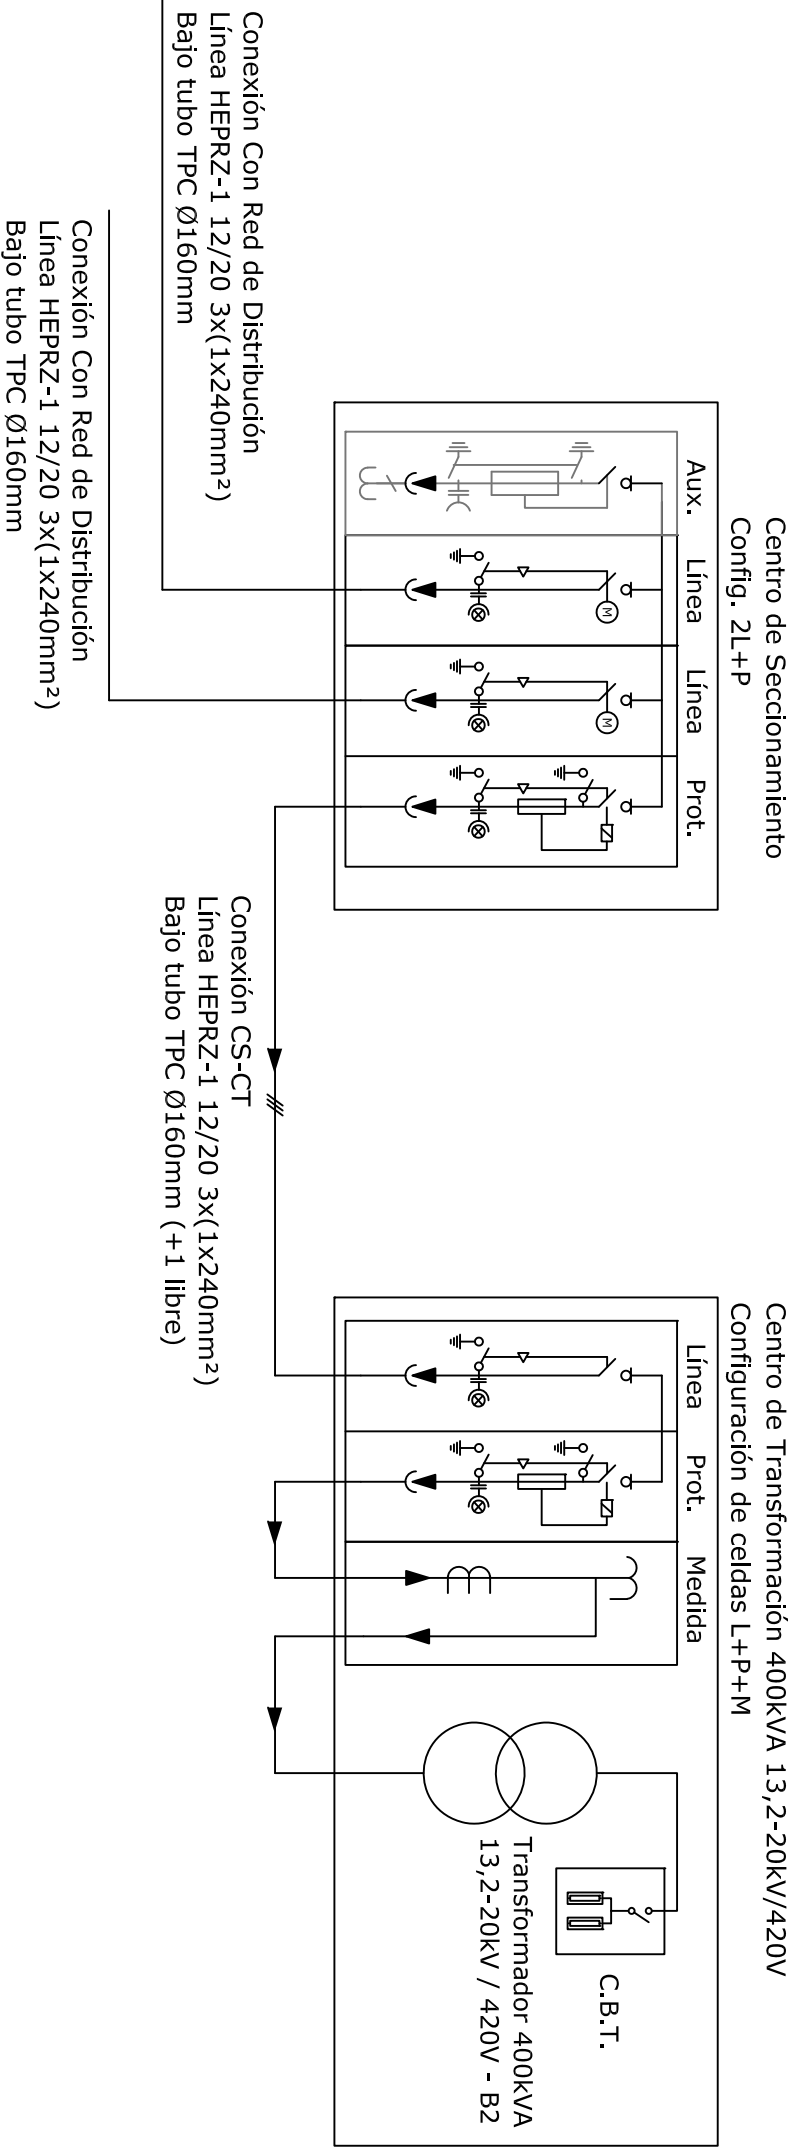 Centro de Seccionamiento
Config. 2L+P
Aux.
Línea
Línea
Prot.
M
M
Conexión Con Red de Distribución
Línea HEPRZ-1 12/20 3x(1x240mm²)
Bajo tubo TPC Ø160mm
Conexión Con Red de Distribución
Línea HEPRZ-1 12/20 3x(1x240mm²)
Bajo tubo TPC Ø160mm
Conexión CS-CT
Línea HEPRZ-1 12/20 3x(1x240mm²)
Bajo tubo TPC Ø160mm (+1 libre)
Centro de Transformación 400kVA 13,2-20kV/420V
Configuración de celdas L+P+M
Línea
Prot.
Medida
C.B.T.
Transformador 400kVA
13,2-20kV / 420V - B2